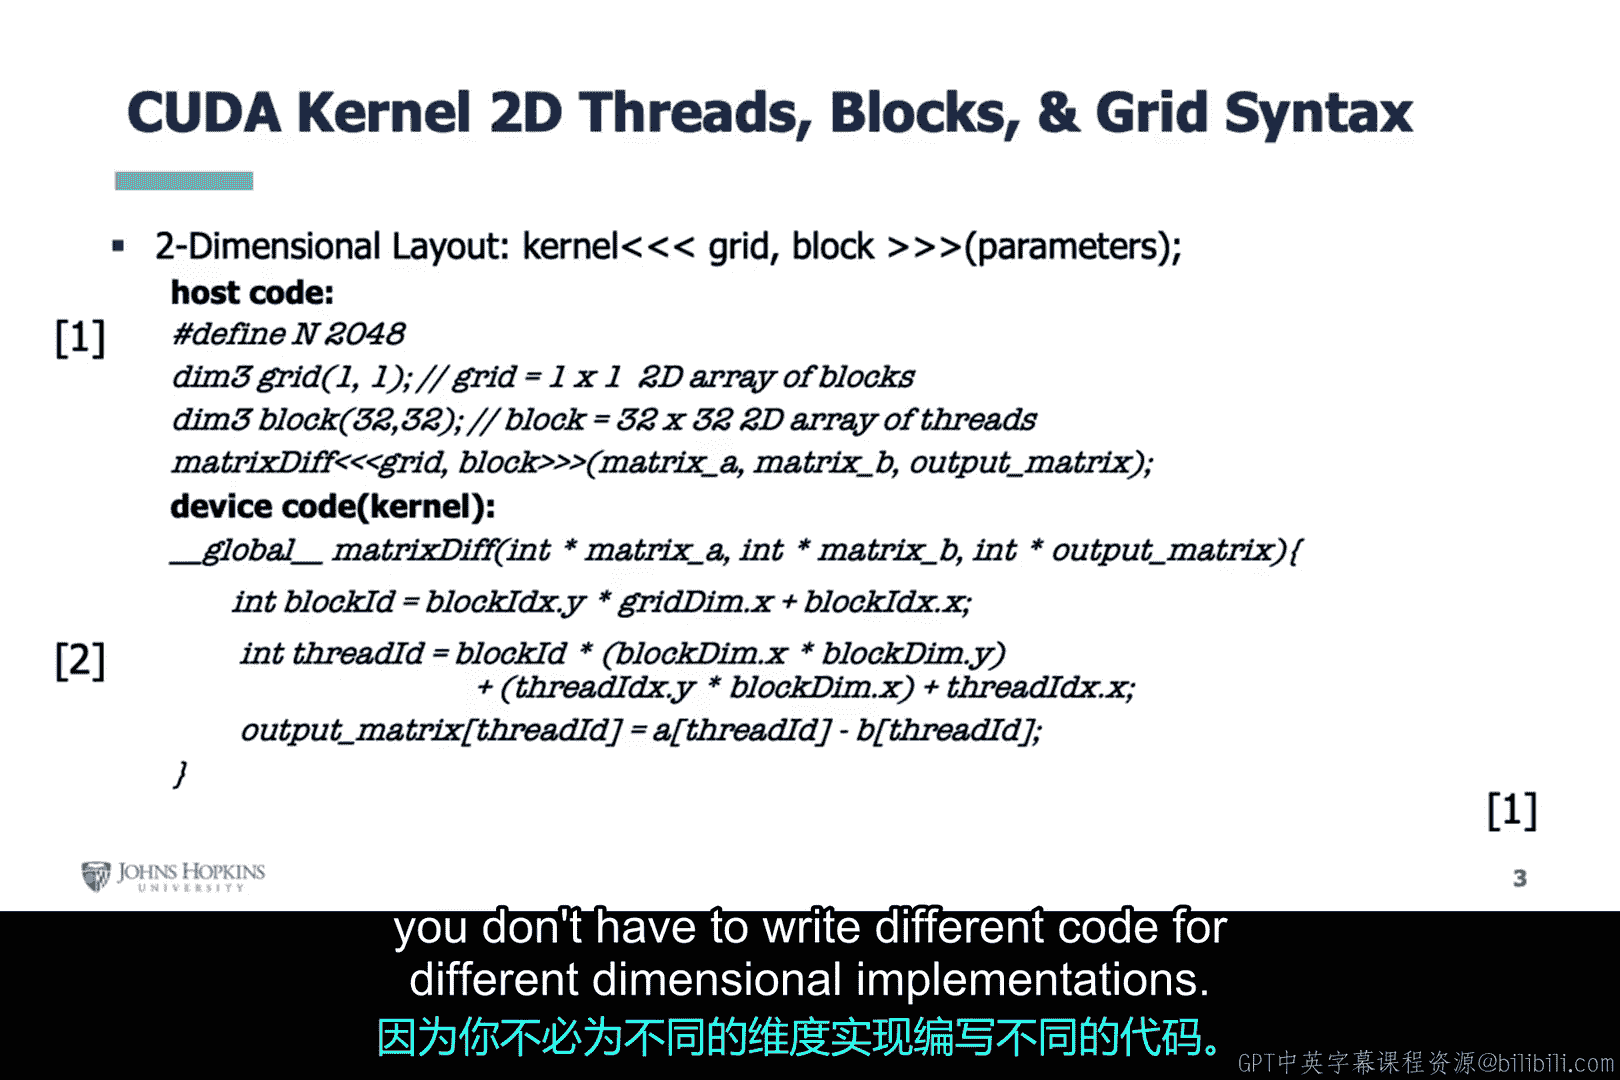 CUDA Kernel 2D Threads, Blocks, & Grid Syntax
▪ 2-Dimensional Layout: kernel<<< grid, block >>>(parameters);
host code:
[1]
#define N 2048
dim3 grid(1, 1); // grid = 1 x 1 2D array of blocks
dim3 block(32,32); // block = 32 x 32 2D array of threads
matrixDiff<<<grid, block>>>(matrix_a, matrix_b, output_matrix);
device code(kernel):
__global__ matrixDiff(int * matrix_a, int * matrix_b, int * output_matrix){
int blockId = blockIdx.y * gridDim.x + blockIdx.x;
[2]
int threadId = blockId * (blockDim.x * blockDim.y)
+ (threadIdx.y * blockDim.x) + threadIdx.x;
output_matrix[threadId] = a[threadId] - b[threadId];
}
[1]
JOHNS HOPKINS
UNIVERSITY
3
you don't have to write different code for
different dimensional implementations.
因为你不必为不同的维度实现编写不同的代码。
GPT中英字幕课程资源@bilibili.com